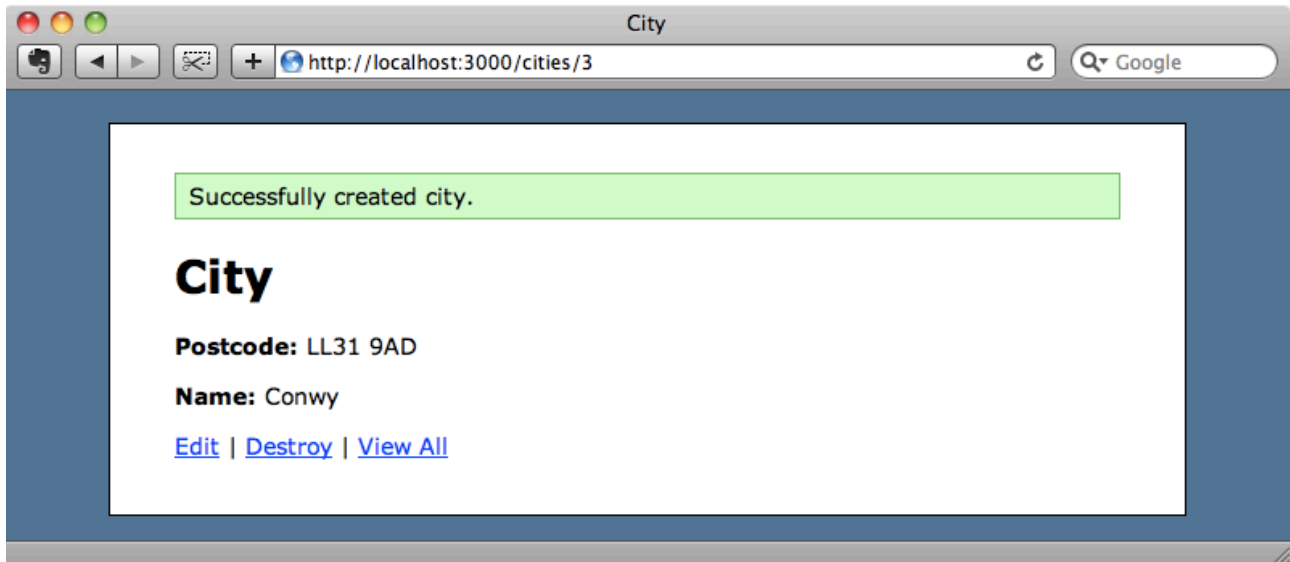 City
http://localhost:3000/cities/3
Google
Successfully created city.
City
Postcode: LL31 9AD
Name: Conwy
Edit | Destroy | View All